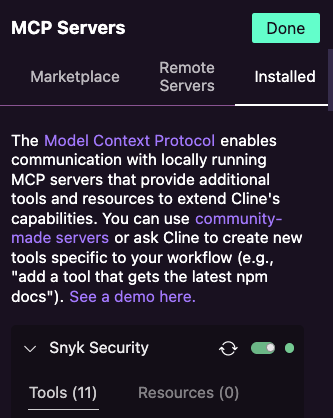 MCP Servers
Done
Marketplace
Remote
Servers
Installed
The Model Context Protocol enables
communication with locally running
MCP servers that provide additional
tools and resources to extend Cline's
capabilities. You can use community-
made servers or ask Cline to create new
tools specific to your workflow (e.g.,
"add a tool that gets the latest npm
docs"). See a demo here.
Snyk Security
Tools (11)
Resources (0)